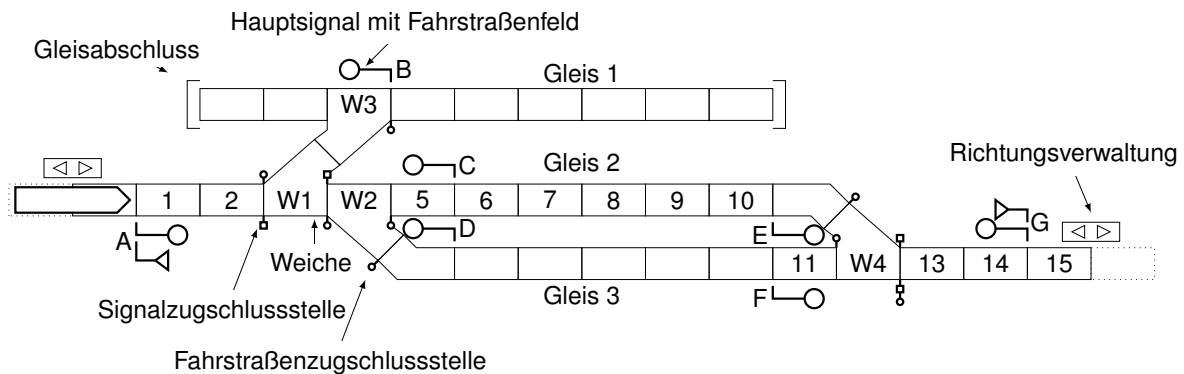 Hauptsignal mit Fahrstraßenfeld
Gleisabschluss
B
Gleis 1
W3
C
Gleis 2
Richtungsverwaltung
1 2 W1 W2 5 6 7 8 9 10
A
D
E
G
Weiche
11 W4 13 14 15
Gleis 3
F
Signalzugschlussstelle
Fahrstraßenzugschlussstelle